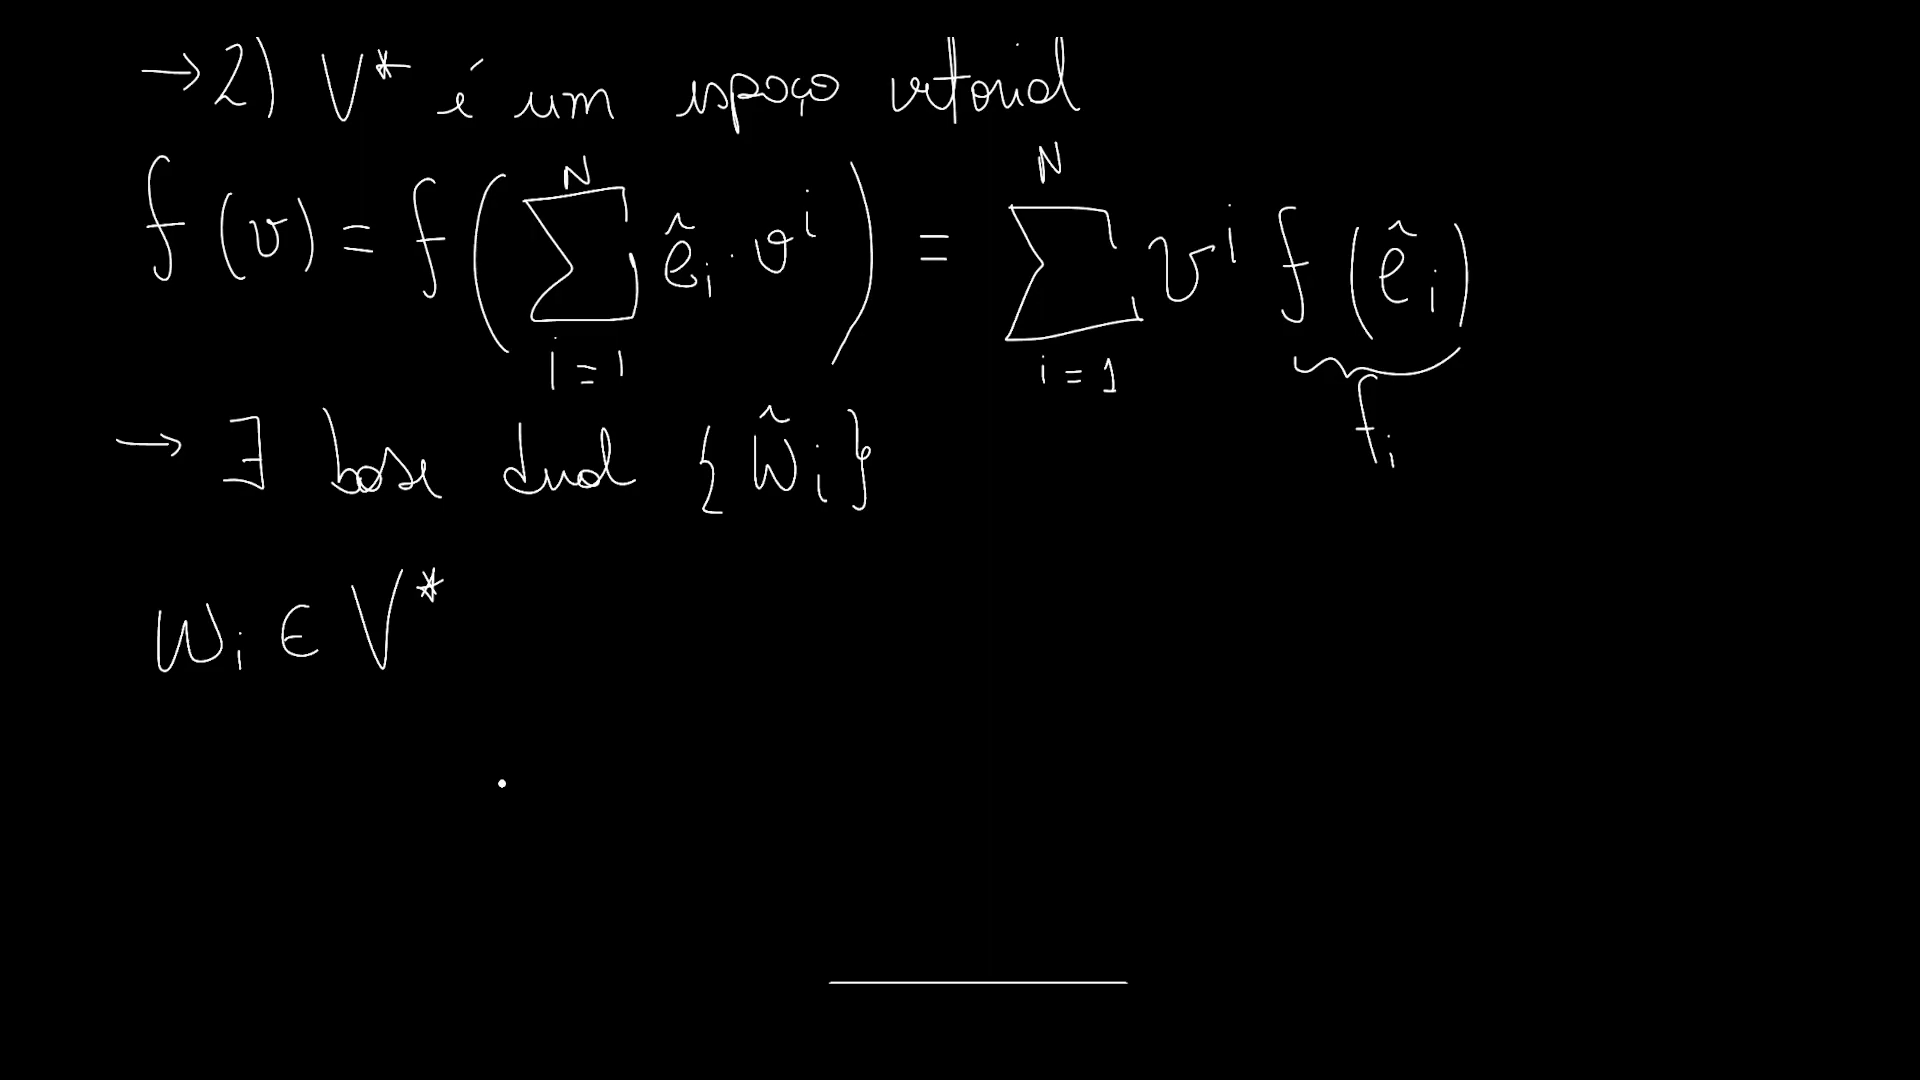 → 2) V* é um espaço vetorial
f(v) = f(∑_{i=1}^{N} ê_i · v^i) = ∑_{i=1}^{N} v^i f(ê_i)
f_i
→ ∃ base dual {ŵ_i}
w_i ∈ V*